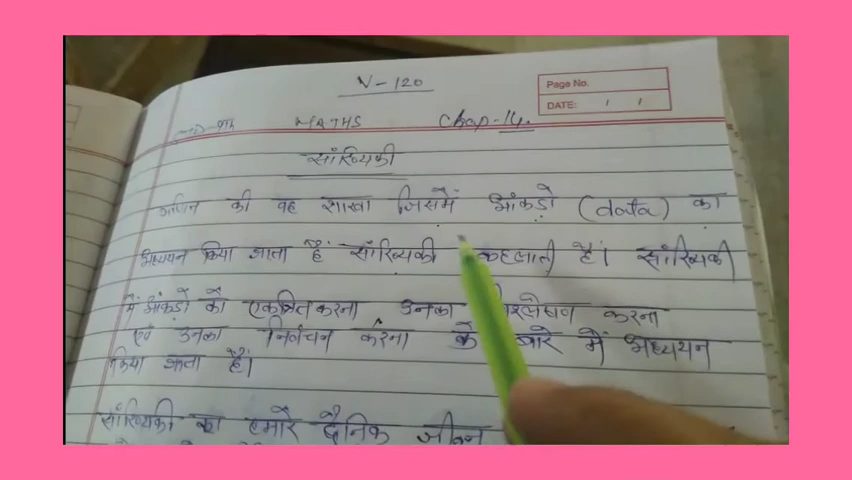 V-120
Page No.
DATE: / /
9th MATHS Chap-14.
सांख्यिकी
गणित की वह शाखा जिसमें आंकड़ो (data) का
अध्ययन किया जाता हैं सांख्यिकी कहलाती है। सांख्यिकी
में आंकड़ो को एकत्रित करना उनका करना
एवं उनका निर्वचन करना के बारे में अध्ययन
किया जाता है।
सांख्यिकी का हमारे दैनिक जीवन